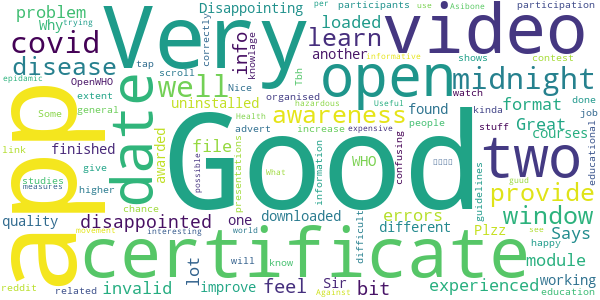 problem Why Disappointing per participants use Asibone participation
covid info loaded learn Very video trying
tap correctly knowlage another shows contest
disease date well open midnight informative
epidamic OpenWHO scroll Nice organised Tbh found watch kinda format done job
extent uninstalled hazardous Useful stuff
general advert Health increase people Great courses
Some awarded awareness
app link finished file Good two educational
presentations WHO confusing
studies give possible What information guidelines provide
measures higher chance guud
quality disappointed one downloaded errors window
movement interesting world different difficult Plzz see
certificate Says happy
related lot will know module
reddit invalid improve Against feel Sir bit experienced working
expensive education